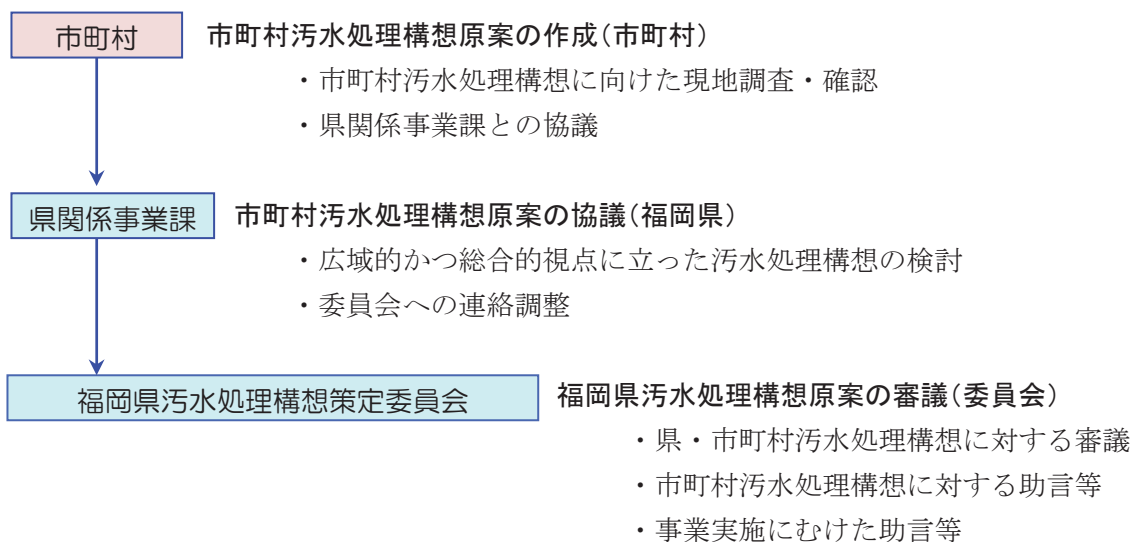 市町村
市町村汚水処理構想原案の作成(市町村)
・市町村汚水処理構想に向けた現地調査・確認
・県関係事業課との協議
県関係事業課
市町村汚水処理構想原案の協議(福岡県)
・広域的かつ総合的視点に立った汚水処理構想の検討
・委員会への連絡調整
福岡県汚水処理構想策定委員会
福岡県汚水処理構想原案の審議(委員会)
・県・市町村汚水処理構想に対する審議
・市町村汚水処理構想に対する助言等
・事業実施にむけた助言等